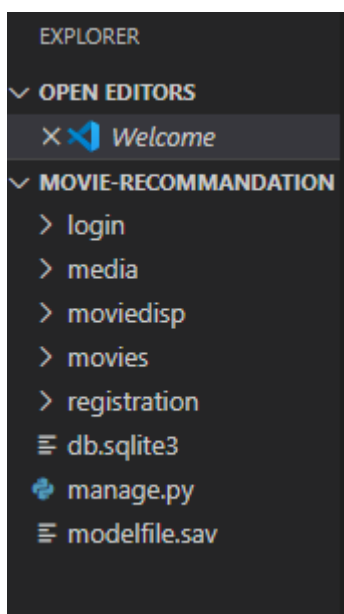 EXPLORER
OPEN EDITORS
Welcome
MOVIE-RECOMMANDATION
login
media
moviedisp
movies
registration
db.sqlite3
manage.py
modelfile.sav